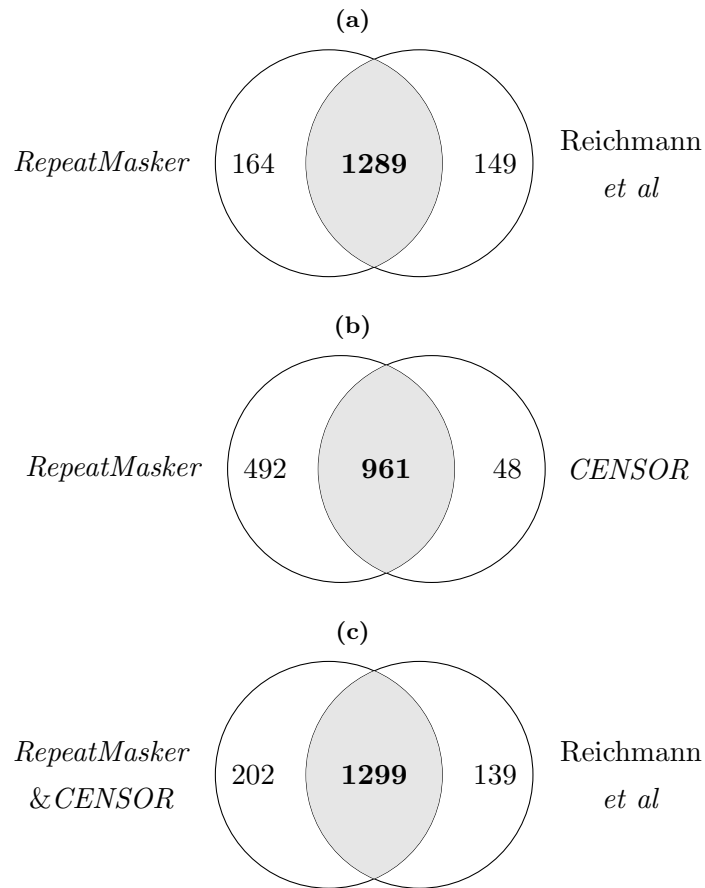 (a)
RepeatMasker
164
1289
149
Reichmann
et al
(b)
RepeatMasker
492
961
48
CENSOR
(c)
RepeatMasker
&CENSOR
202
1299
139
Reichmann
et al